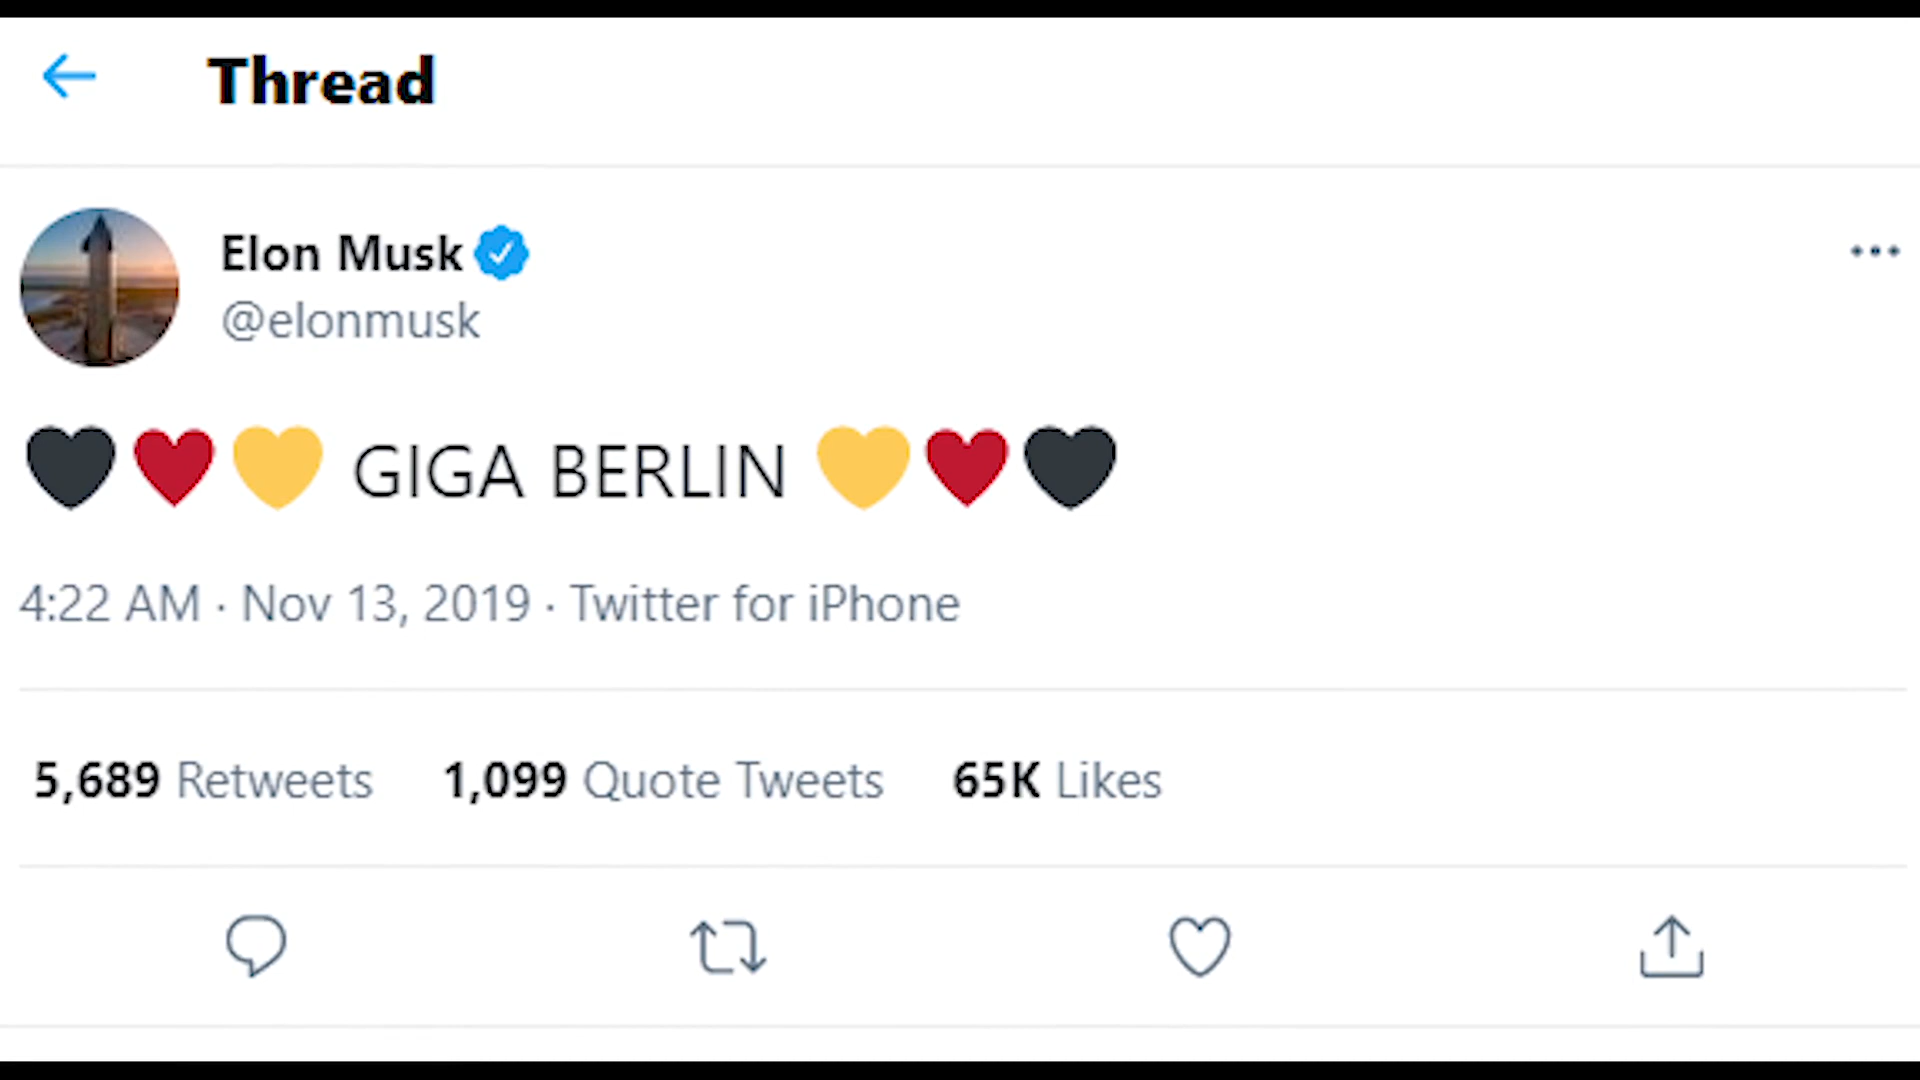 Thread
Elon Musk
@elonmusk
🖤❤️💛 GIGA BERLIN 💛❤️🖤
4:22 AM · Nov 13, 2019 · Twitter for iPhone
5,689 Retweets 1,099 Quote Tweets 65K Likes